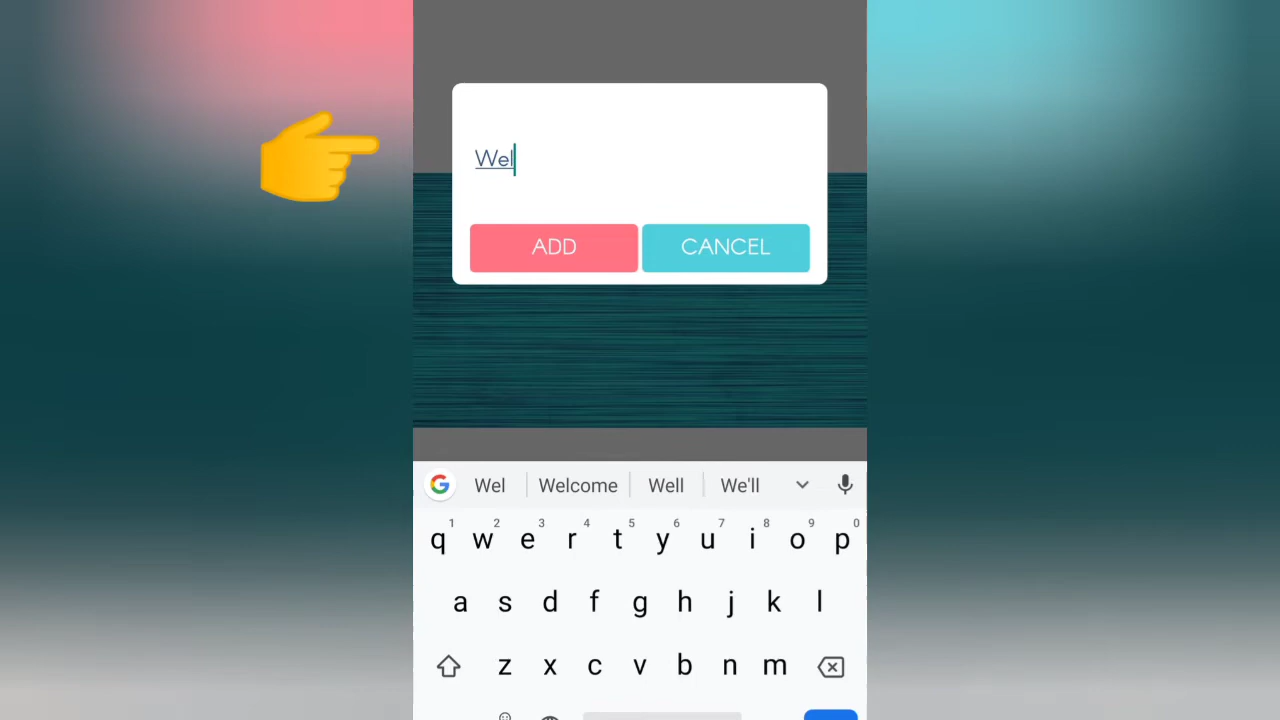 Wel
ADD CANCEL
Wel Welcome Well We'll
1 2 3 4 5 6 7 8 9 0
q w e r t y u i o p
a s d f g h j k l
z x c v b n m